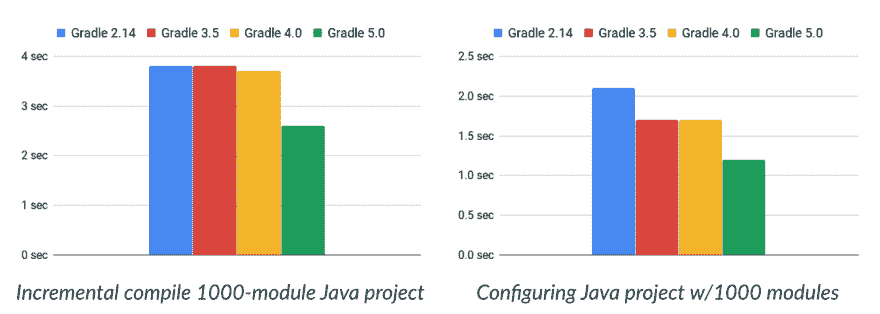 Gradle 2.14 Gradle 3.5 Gradle 4.0 Gradle 5.0
4 sec
3 sec
2 sec
1 sec
0 sec
Incremental compile 1000-module Java project
Gradle 2.14 Gradle 3.5 Gradle 4.0 Gradle 5.0
2.5 sec
2.0 sec
1.5 sec
1.0 sec
0.5 sec
0.0 sec
Configuring Java project w/1000 modules